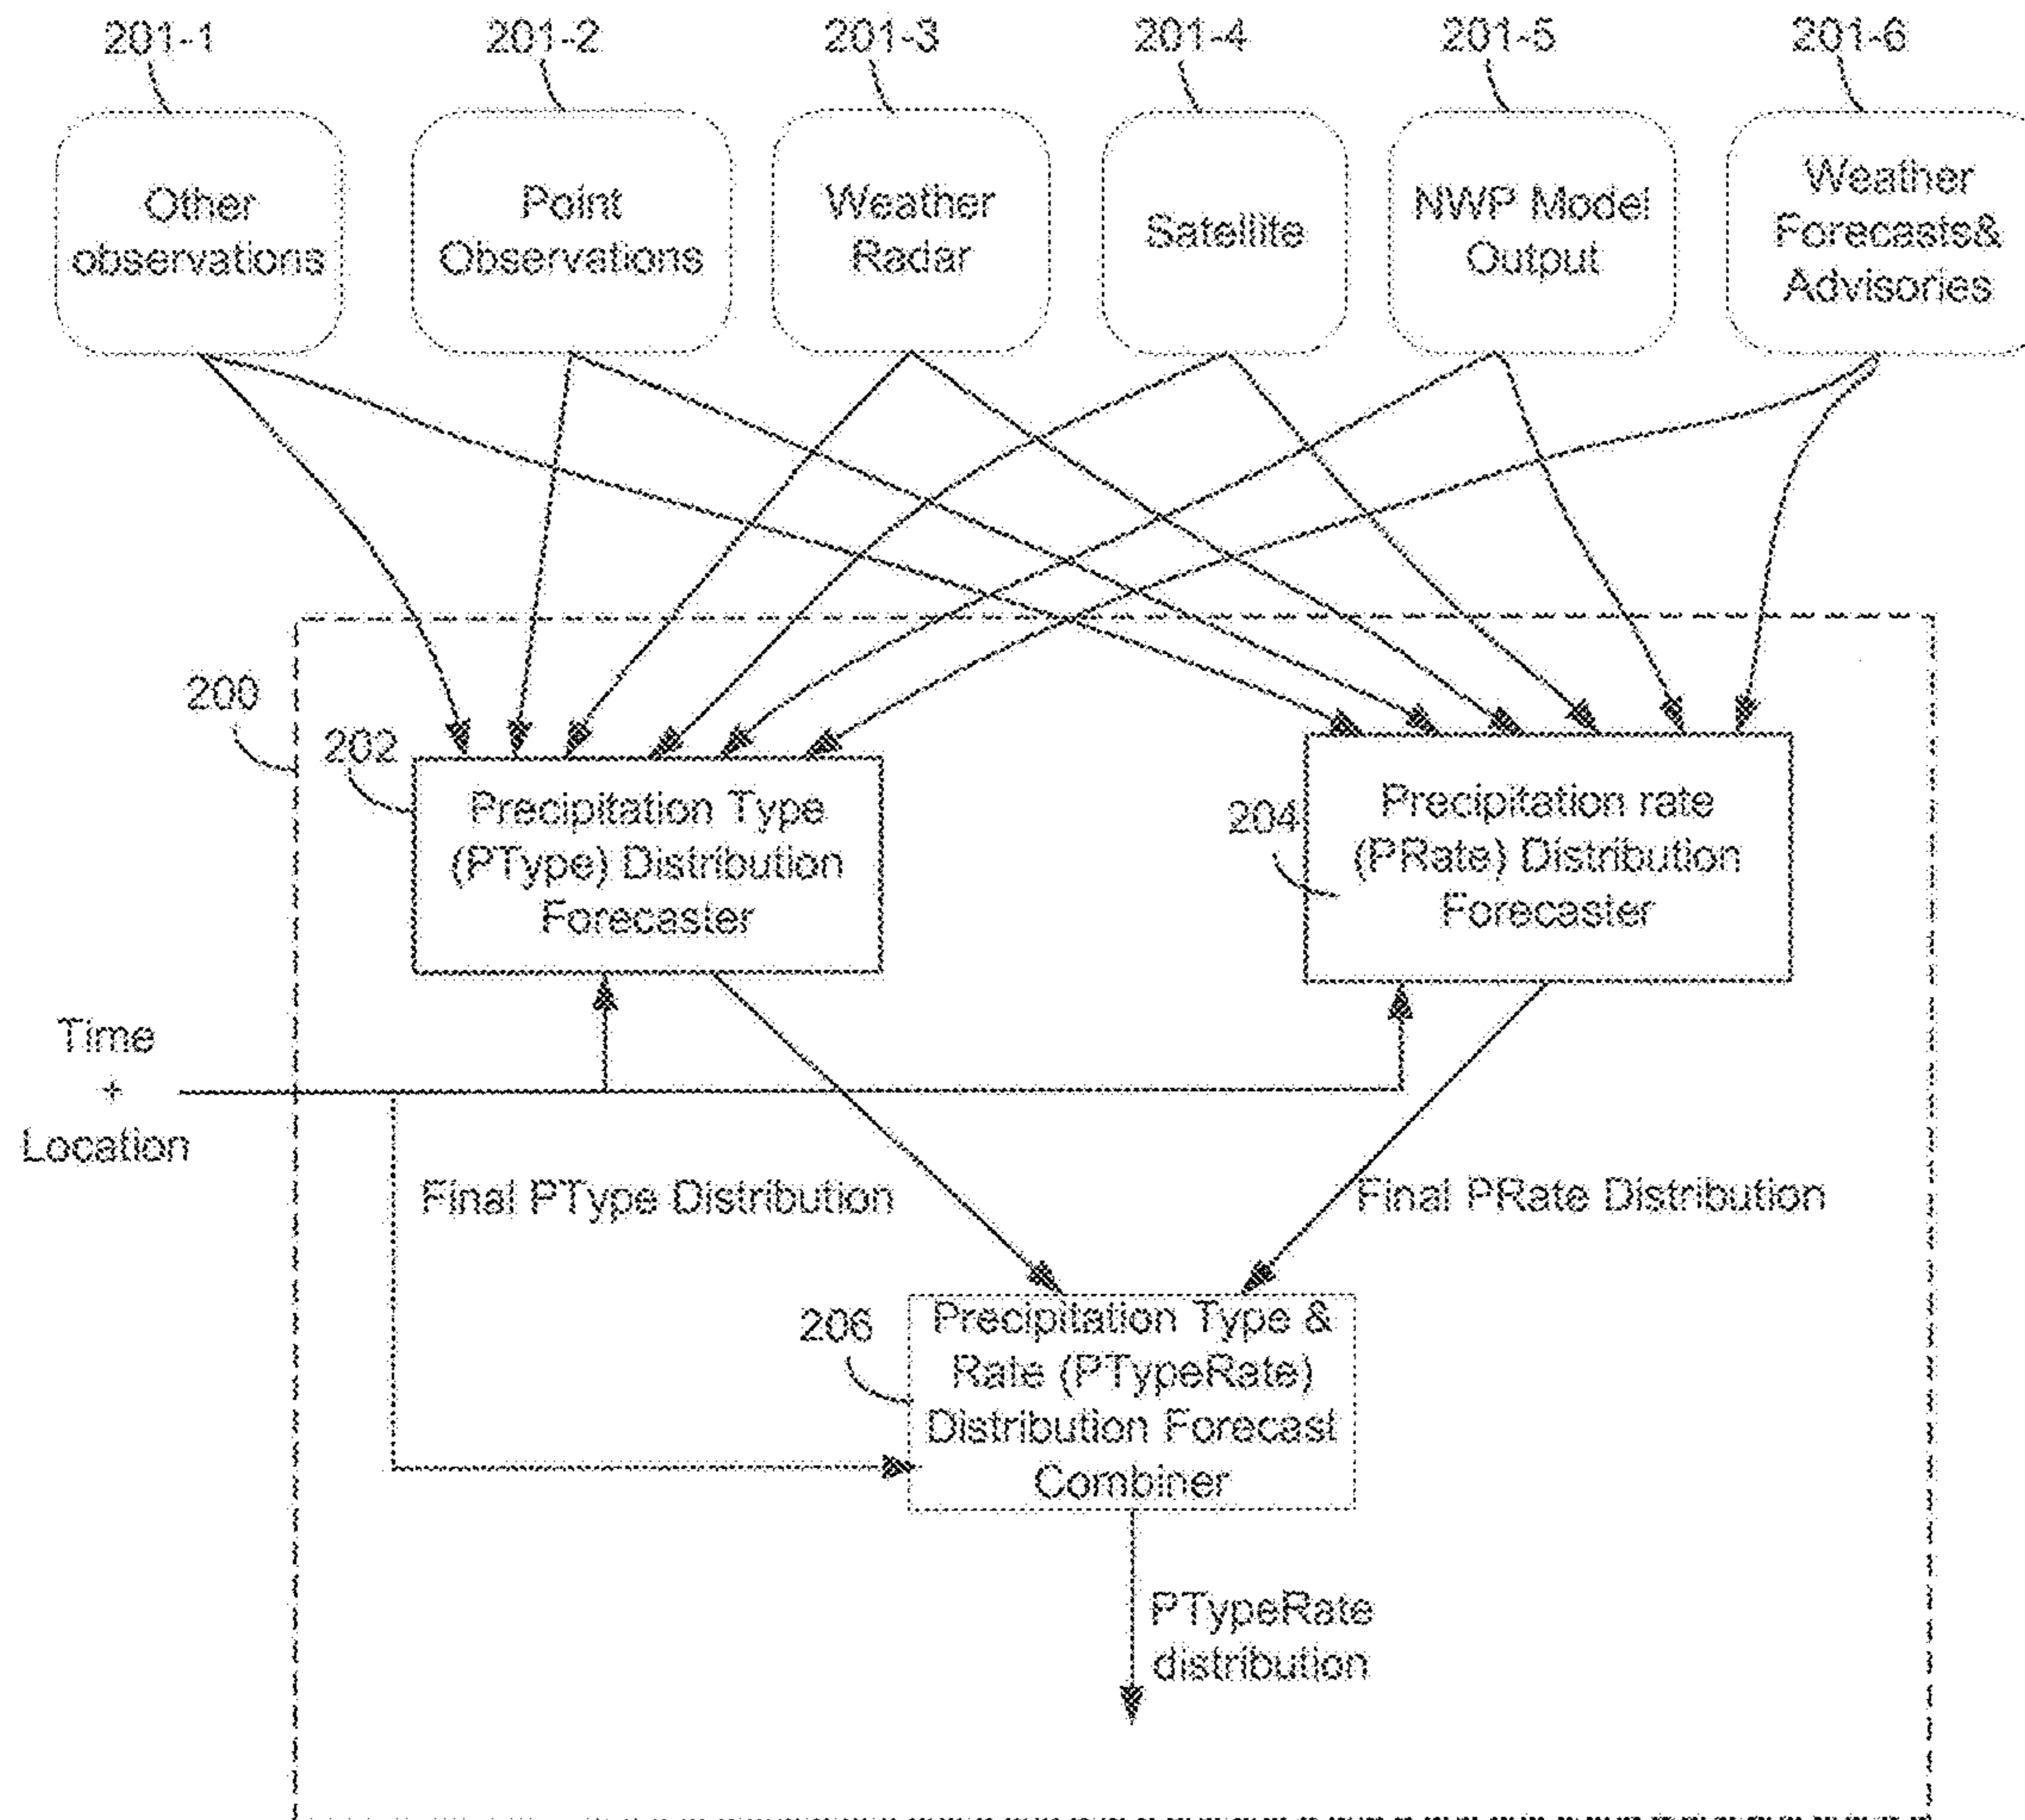 201-1
201-2
201-3
201-4
201-5
201-6
Other
observations
Point
Observations
Weather
Radar
Satellite
NWP Model
Output
Weather
Forecasts&
Advisories
200
202
Precipitation Type
(PType) Distribution
Forecaster
204
Precipitation rate
(PRate) Distribution
Forecaster
Time
+
Location
Final PType Distribution
Final PRate Distribution
206
Precipitation Type &
Rate (PTypeRate)
Distribution Forecast
Combiner
PTypeRate
distribution